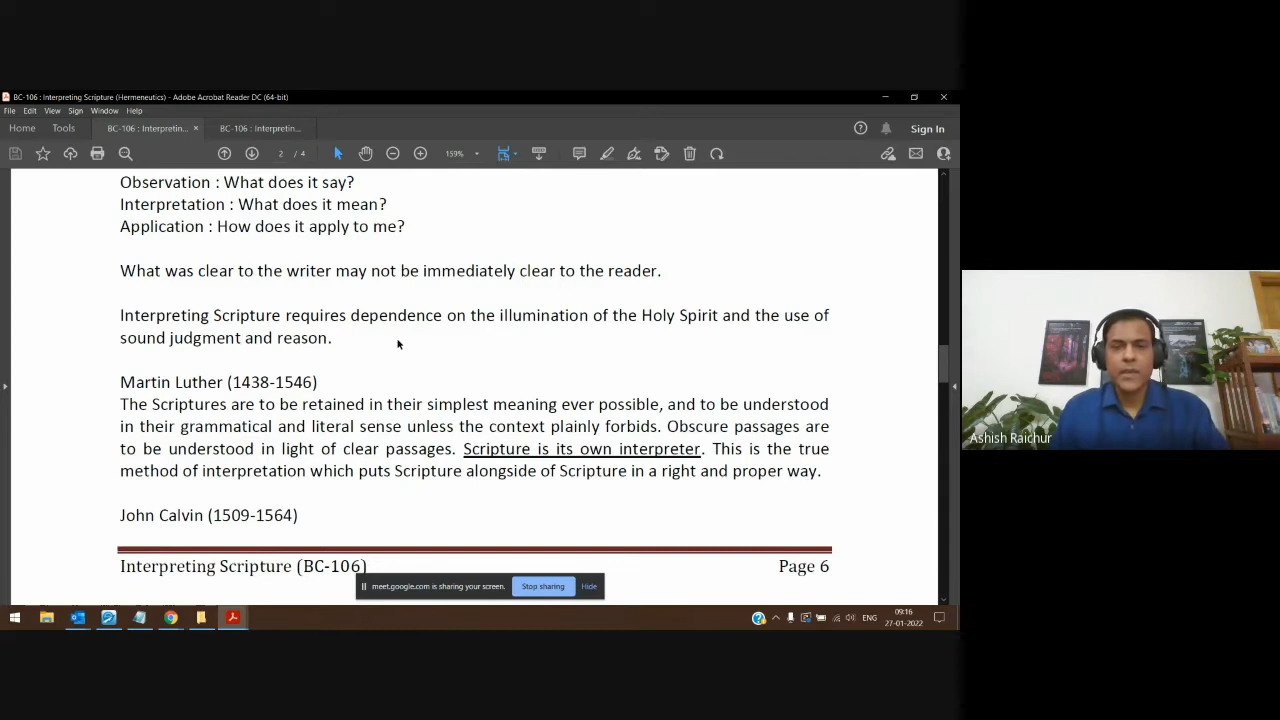 BC-106 : Interpreting Scripture (Hermeneutics) - Adobe Acrobat Reader DC (64-bit)
File Edit View Sign Window Help
Home Tools BC-106 : Interpretin... × BC-106 : Interpretin... Sign In
2 / 4 159%
Observation : What does it say?
Interpretation : What does it mean?
Application : How does it apply to me?
What was clear to the writer may not be immediately clear to the reader.
Interpreting Scripture requires dependence on the illumination of the Holy Spirit and the use of
sound judgment and reason.
Martin Luther (1438-1546)
The Scriptures are to be retained in their simplest meaning ever possible, and to be understood
in their grammatical and literal sense unless the context plainly forbids. Obscure passages are
to be understood in light of clear passages. Scripture is its own interpreter. This is the true
method of interpretation which puts Scripture alongside of Scripture in a right and proper way.
John Calvin (1509-1564)
Interpreting Scripture (BC-106) Page 6
meet.google.com is sharing your screen. Stop sharing Hide
ENG 09:16
27-01-2022
Ashish Raichur